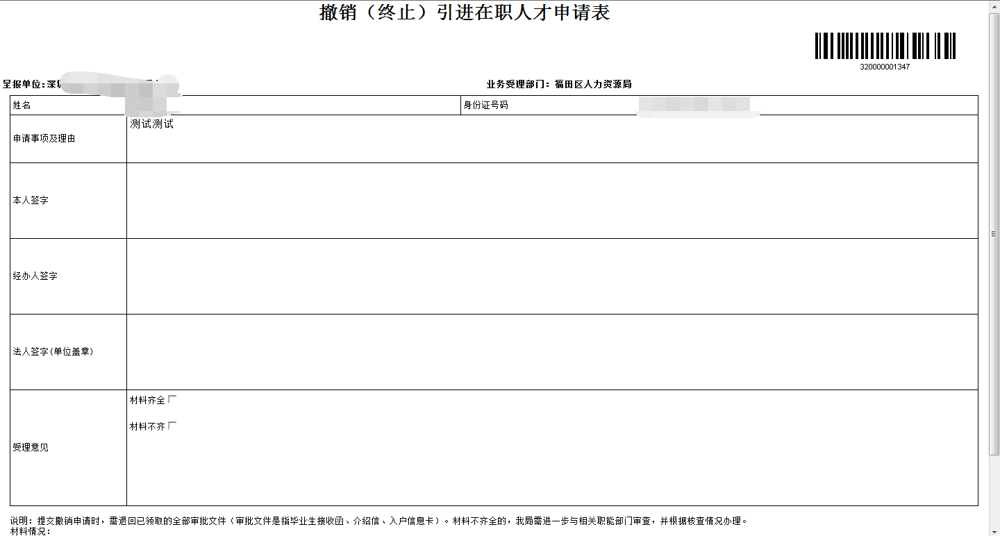 撤销（终止）引进在职人才申请表
320000001347
呈报单位:深圳
业务受理部门：福田区人力资源局
姓名
身份证号码
申请事项及理由
测试测试
本人签字
经办人签字
法人签字(单位盖章)
材料齐全
材料不齐
受理意见
说明：提交撤销申请时，需退回已领取的全部审批文件（审批文件是指毕业生接收函、介绍信、入户信息卡）。材料不齐全的，我局需进一步与相关职能部门审查，并根据核查情况办理。
材料情况：